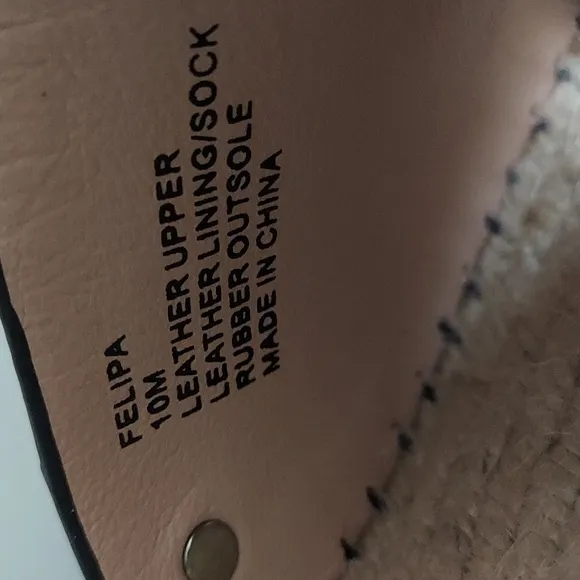 FELIPA
10M
LEATHER UPPER
LEATHER LINING/SOCK
RUBBER OUTSOLE
MADE IN CHINA